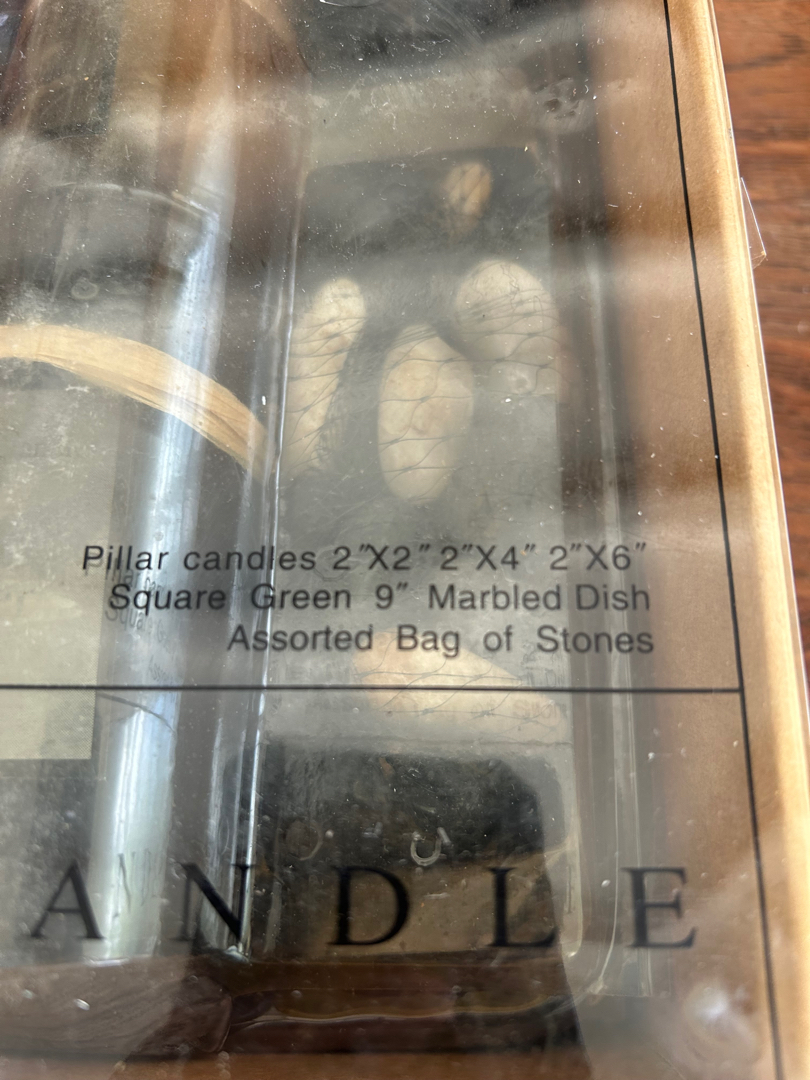 Pillar candles 2"X2" 2"X4" 2"X6"
Square Green 9" Marbled Dish
Assorted Bag of Stones
ANDLE